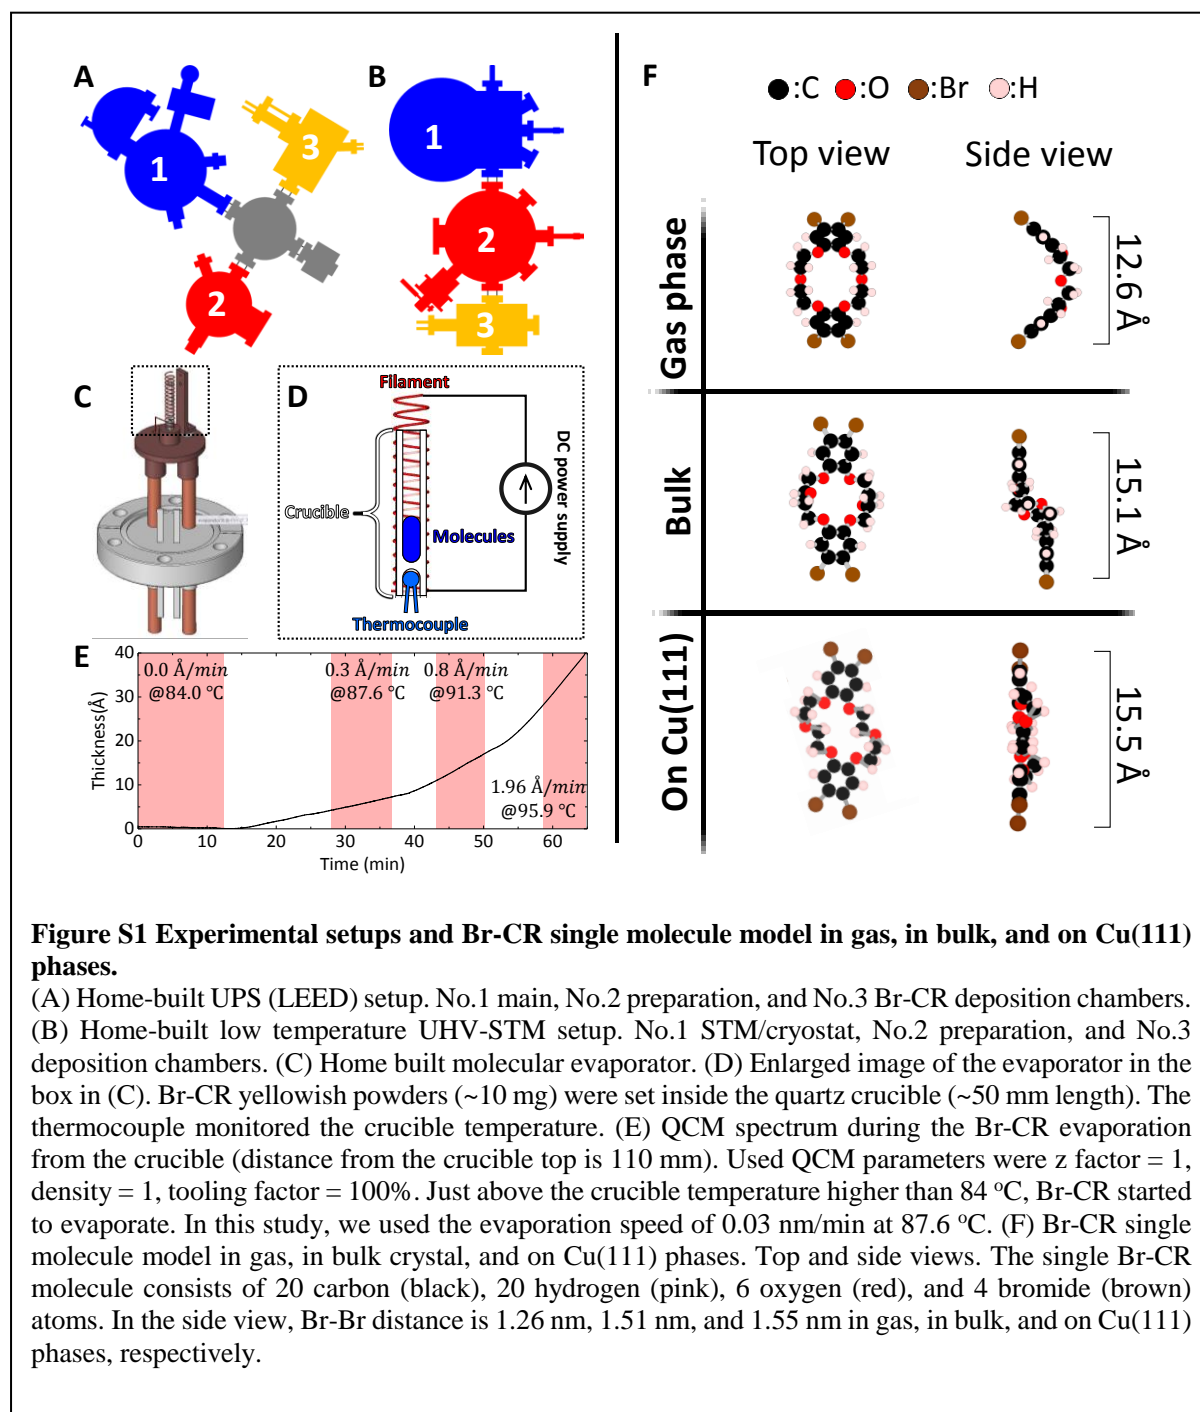 A
B
F
1
2
3
1
2
3
●:C ●:O ●:Br ●:H
Top view Side view
Gas phase
12.6 Å
Bulk
15.1 Å
On Cu(111)
15.5 Å
C
D
Filament
Crucible
Molecules
Thermocouple
DC power
supply
E
Thickness(Å)
40
30
20
10
0
0.0 Å/min
@84.0 °C
0.3 Å/min
@87.6 °C
0.8 Å/min
@91.3 °C
1.96 Å/min
@95.9 °C
0 10 20 30 40 50 60
Time (min)
Figure S1 Experimental setups and Br-CR single molecule model in gas, in bulk, and on Cu(111)
phases.
(A) Home-built UPS (LEED) setup. No.1 main, No.2 preparation, and No.3 Br-CR deposition chambers.
(B) Home-built low temperature UHV-STM setup. No.1 STM/cryostat, No.2 preparation, and No.3
deposition chambers. (C) Home built molecular evaporator. (D) Enlarged image of the evaporator in the
box in (C). Br-CR yellowish powders (~10 mg) were set inside the quartz crucible (~50 mm length). The
thermocouple monitored the crucible temperature. (E) QCM spectrum during the Br-CR evaporation
from the crucible (distance from the crucible top is 110 mm). Used QCM parameters were z factor = 1,
density = 1, tooling factor = 100%. Just above the crucible temperature higher than 84 °C, Br-CR started
to evaporate. In this study, we used the evaporation speed of 0.03 nm/min at 87.6 °C. (F) Br-CR single
molecule model in gas, in bulk crystal, and on Cu(111) phases. Top and side views. The single Br-CR
molecule consists of 20 carbon (black), 20 hydrogen (pink), 6 oxygen (red), and 4 bromide (brown)
atoms. In the side view, Br-Br distance is 1.26 nm, 1.51 nm, and 1.55 nm in gas, in bulk, and on Cu(111)
phases, respectively.